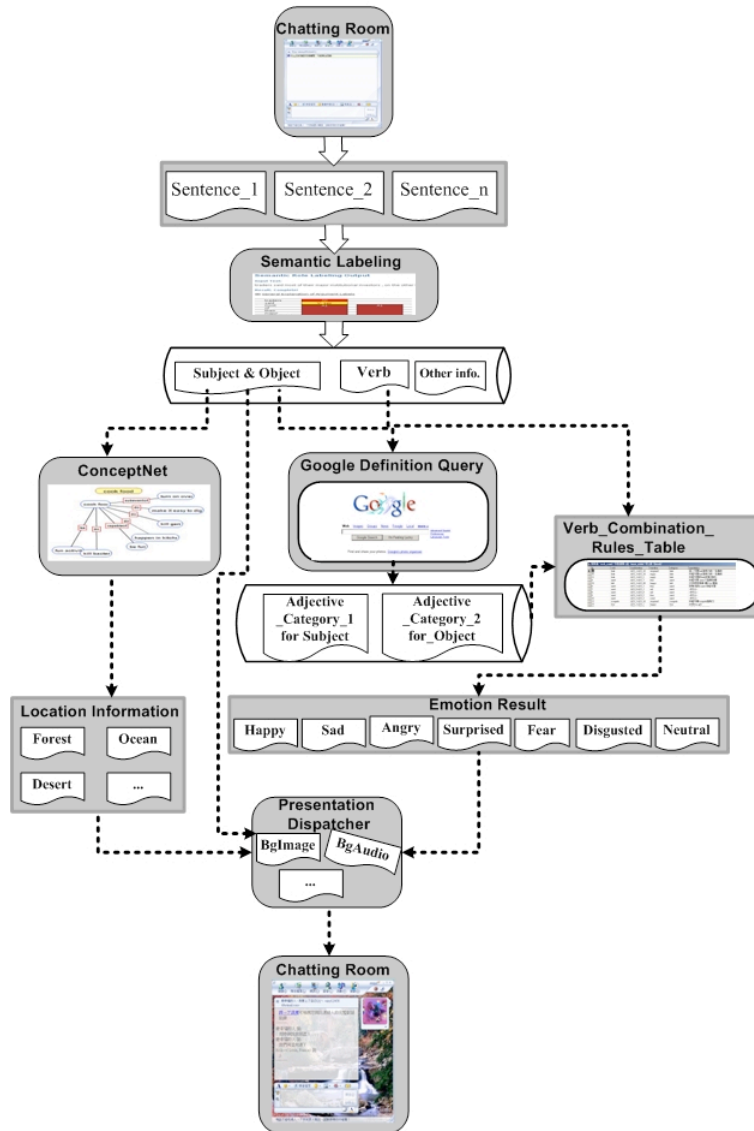 Chatting Room
Sentence_1
Sentence_2
Sentence_n
Semantic Labeling
Semantic Role Labeling Output
Subject & Object
Verb
Other info.
ConceptNet
Google Definition Query
Google
Verb_Combination_
Rules_Table
Adjective
_Category_1
for Subject
Adjective
_Category_2
for_Object
Location Information
Forest
Ocean
Desert
...
Emotion Result
Happy
Sad
Angry
Surprised
Fear
Disgusted
Neutral
Presentation
Dispatcher
BgImage
BgAudio
...
Chatting Room